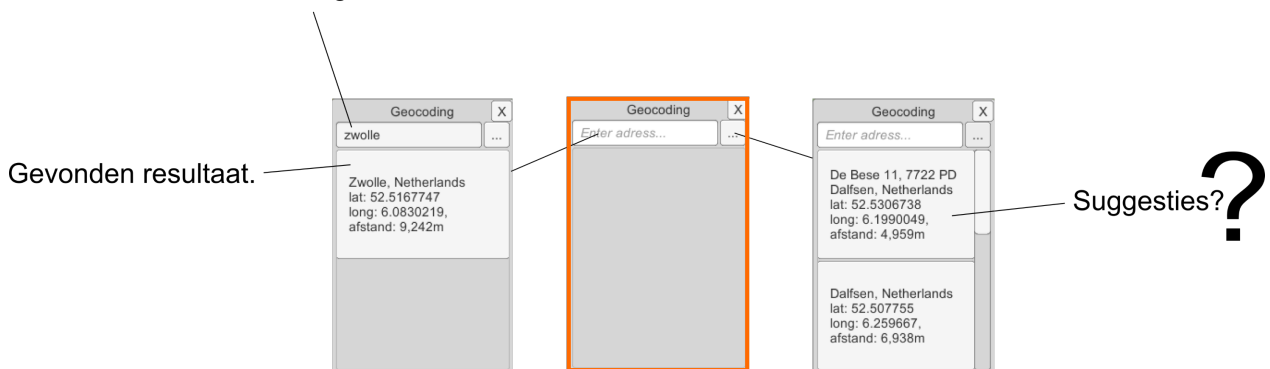 Geocoding X
zwolle ...
Gevonden resultaat.
Zwolle, Netherlands
lat: 52.5167747
long: 6.0830219,
afstand: 9,242m
Geocoding X
Enter adress... ...
Geocoding X
Enter adress... ...
De Bese 11, 7722 PD
Dalfsen, Netherlands
lat: 52.5306738
long: 6.1990049,
afstand: 4,959m
Suggesties?
?
Dalfsen, Netherlands
lat: 52.507755
long: 6.259667,
afstand: 6,938m